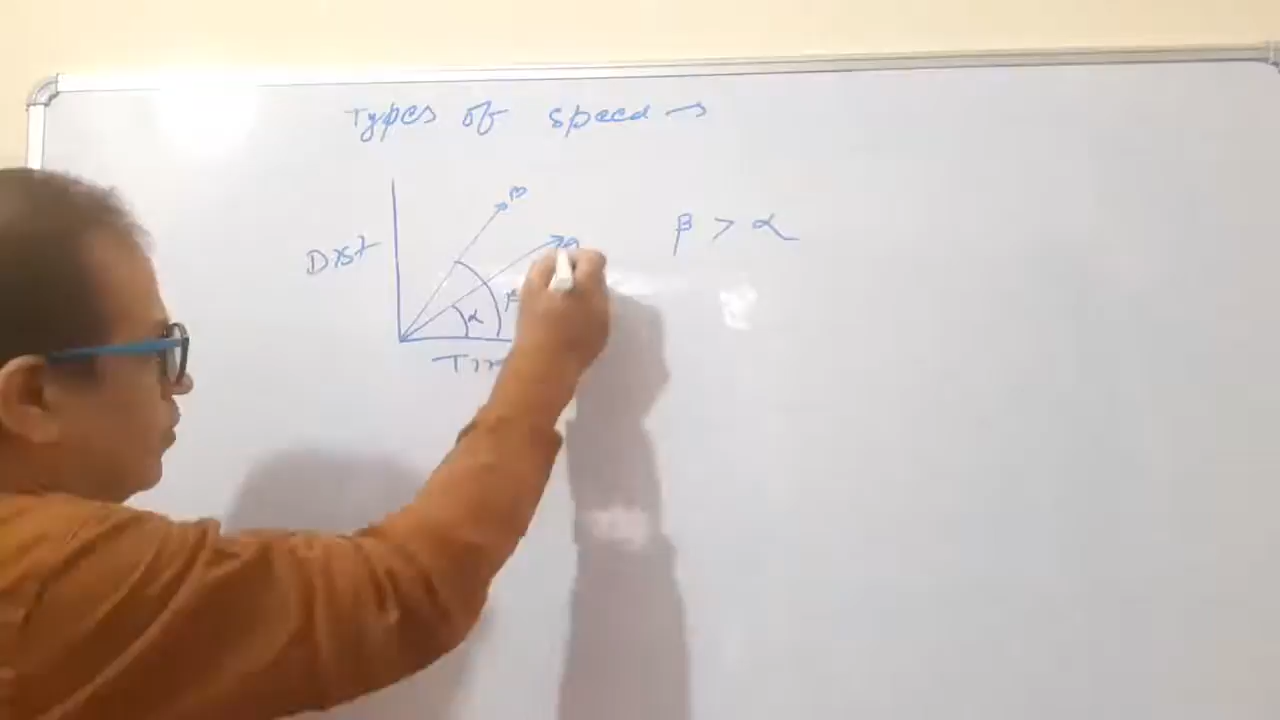 Types of speed →
B
β > α
Dist
α